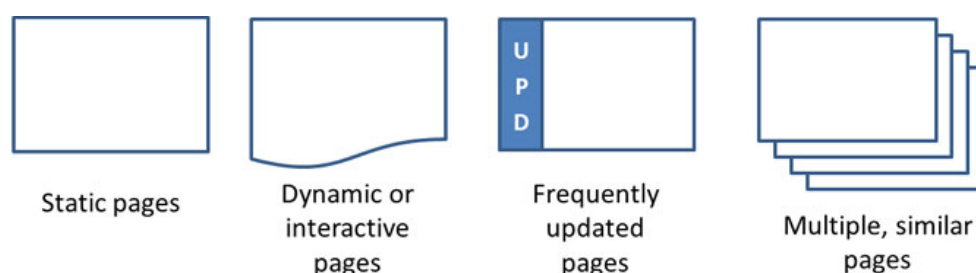 U
P
D
Static pages
Dynamic or
interactive
pages
Frequently
updated
pages
Multiple, similar
pages